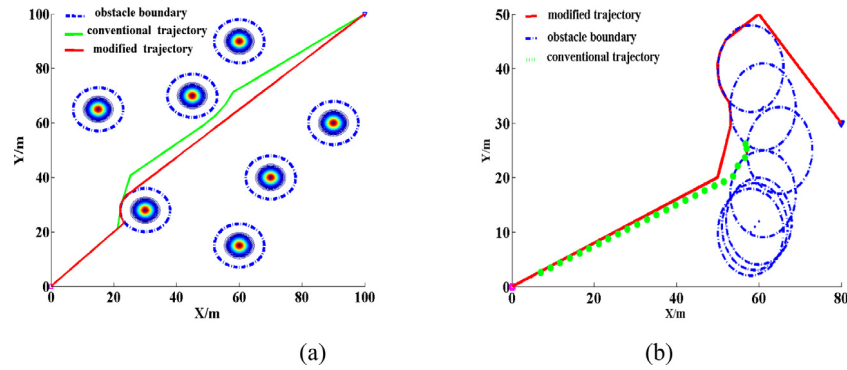 obstacle boundary
conventional trajectory
modified trajectory
100
80
60
40
20
0
Y/m
0
20
40
60
80
100
X/m
(a)
modified trajectory
obstacle boundary
conventional trajectory
50
40
30
20
10
0
Y/m
0
20
40
60
80
X/m
(b)